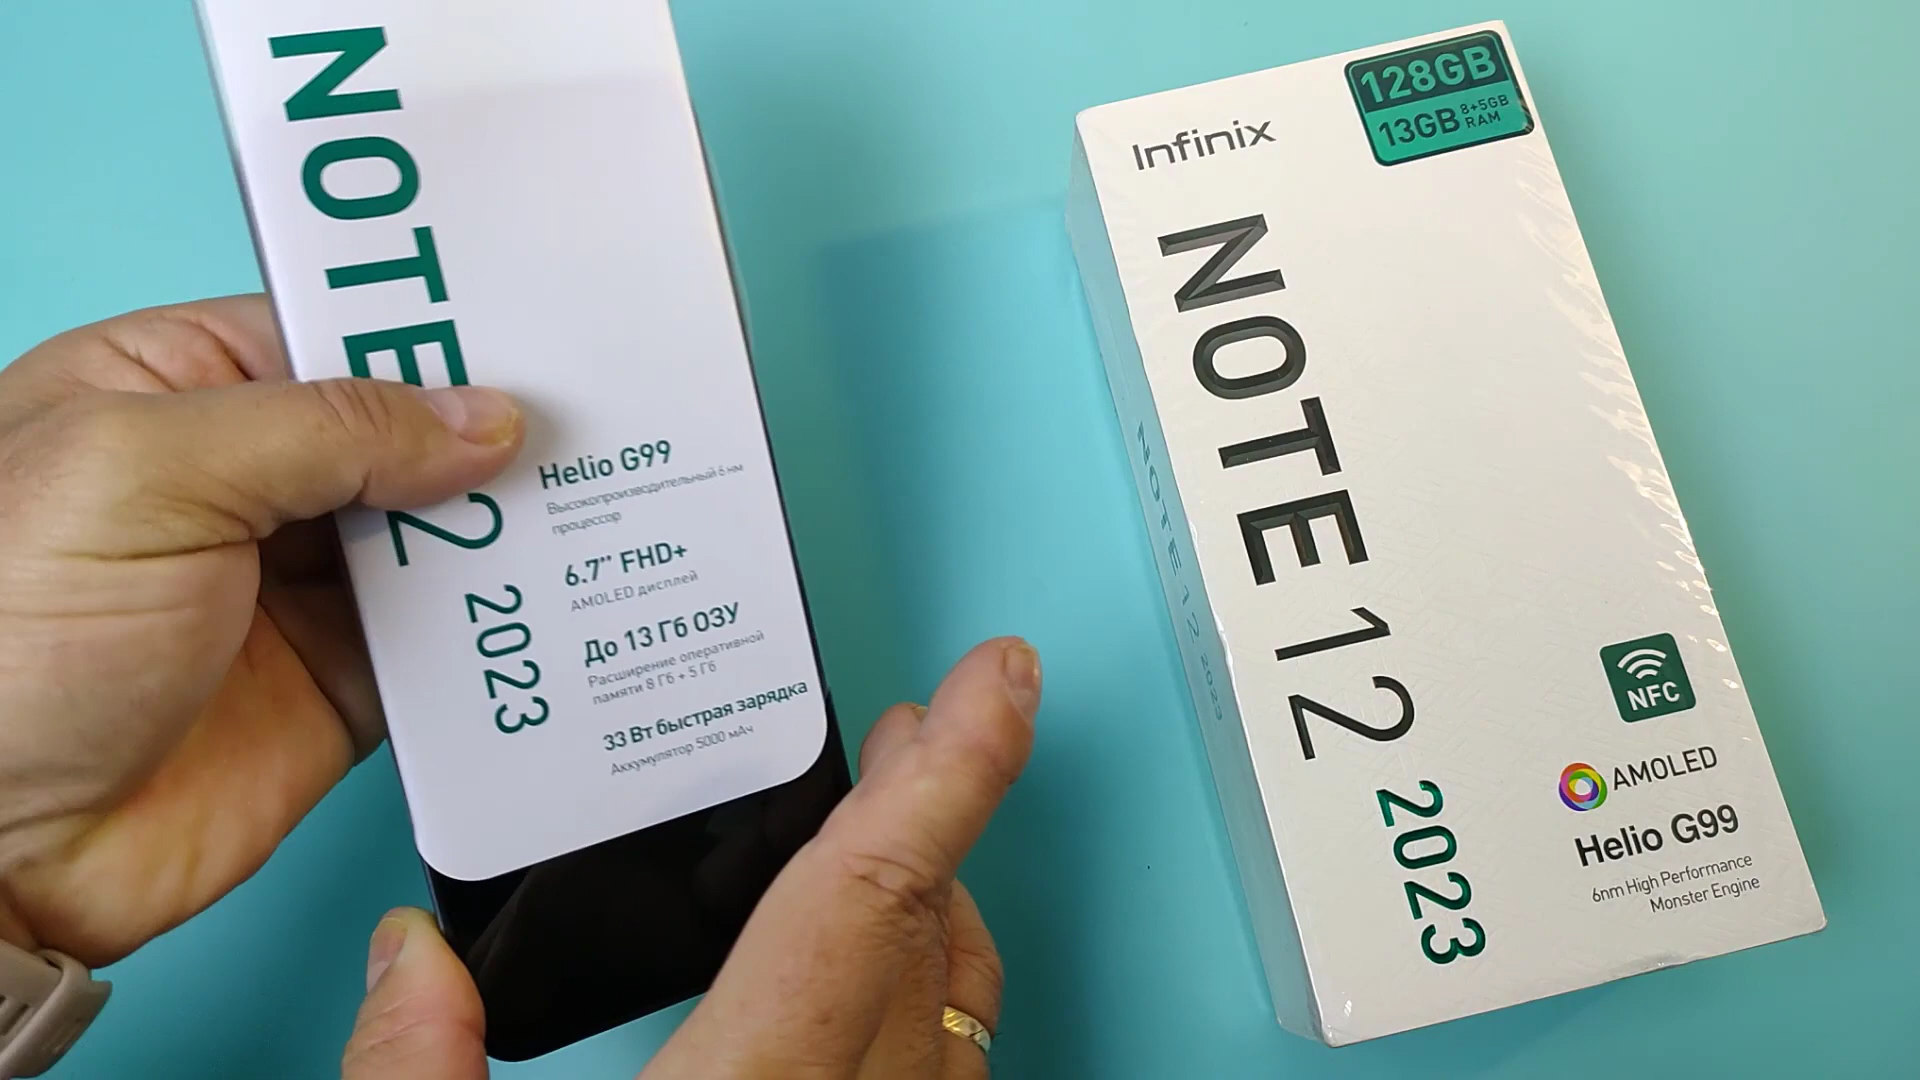 NOTE 12 2023
Helio G99
Высокопроизводительный 6 нм
процессор
6.7" FHD+
AMOLED дисплей
До 13 Гб ОЗУ
Расширение оперативной
памяти 8 Гб + 5 Гб
33 Вт быстрая зарядка
Аккумулятор 5000 мАч
Infinix
128GB
13GB 8+5GB
RAM
NOTE 12 2023
NFC
AMOLED
Helio G99
6nm High Performance
Monster Engine
NOTE 12 2023